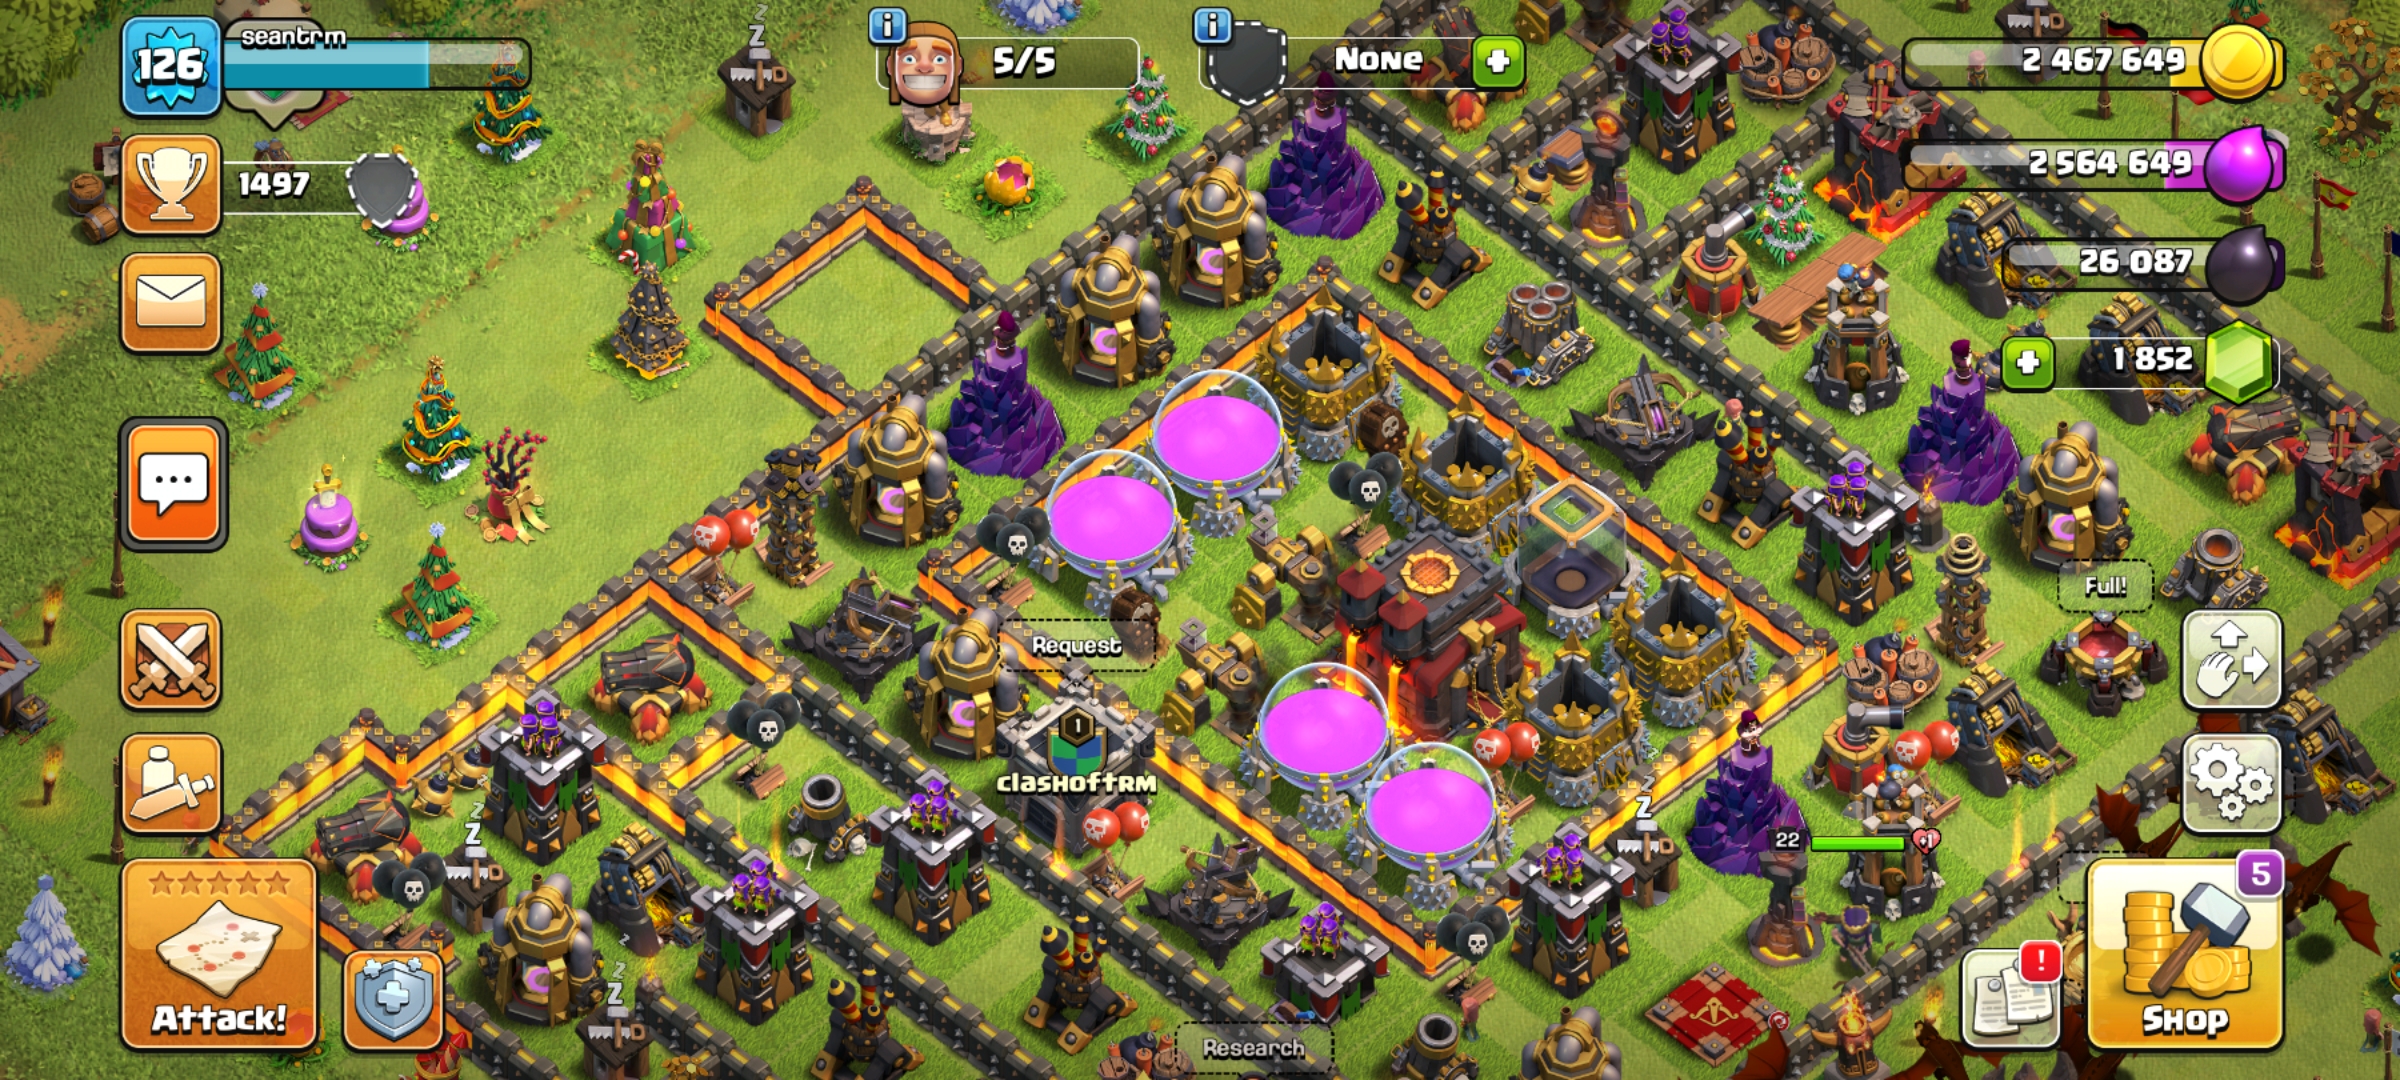 126
seantrm
5/5
None
2 467 649
1497
2 564 649
26 087
1 852
Full!
Request
1
clashoftrm
22
+1
5
Attack!
Research
!
Shop
Z
Z
Z
Z
Z
Z
Z
Z